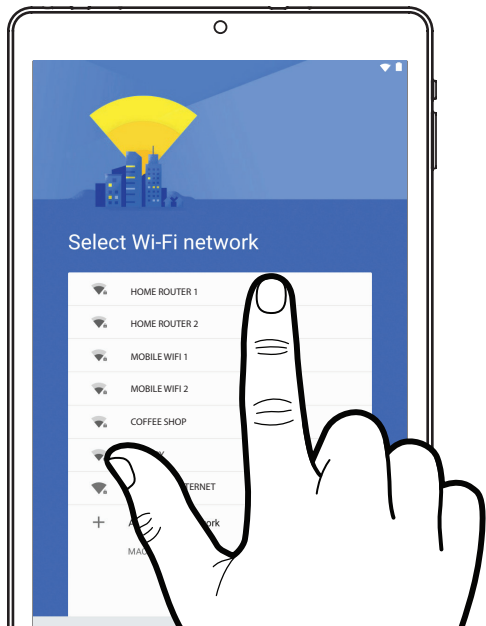 Select Wi-Fi network
HOME ROUTER 1
HOME ROUTER 2
MOBILE WIFI 1
MOBILE WIFI 2
COFFEE SHOP